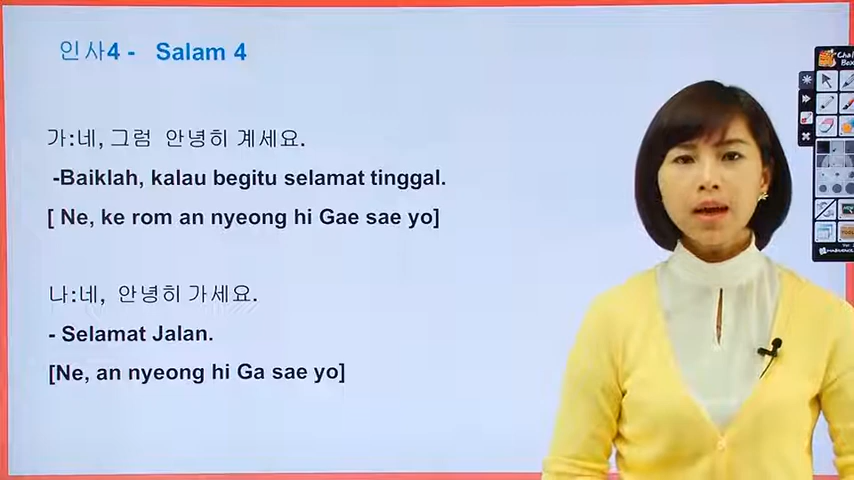 인사4 - Salam 4
가:네, 그럼 안녕히 계세요.
-Baiklah, kalau begitu selamat tinggal.
[ Ne, ke rom an nyeong hi Gae sae yo]
나:네, 안녕히 가세요.
- Selamat Jalan.
[Ne, an nyeong hi Ga sae yo]